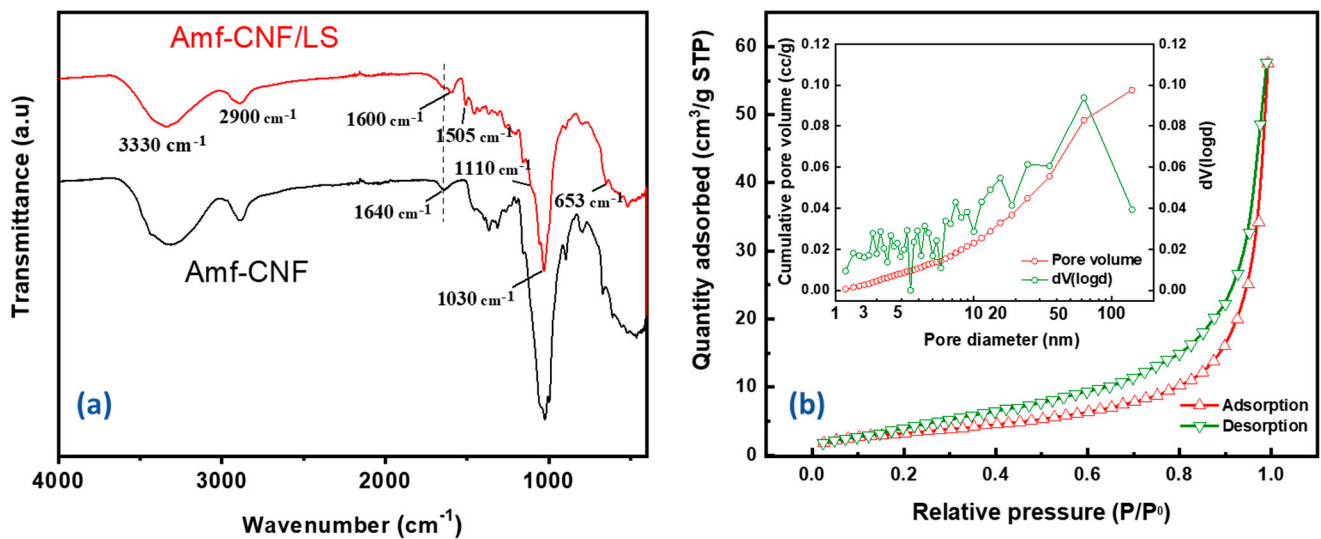 Amf-CNF/LS
3330 cm-1
2900 cm-1
1600 cm-1
1505 cm-1
1110 cm-1
653 cm-1
1640 cm-1
Amf-CNF
1030 cm-1
(a)
Transmittance (a.u)
4000
3000
2000
1000
Wavenumber (cm-1)
Quantity adsorbed (cm3/g STP)
60
50
40
30
20
10
0
0.0
0.2
0.4
0.6
0.8
1.0
Relative pressure (P/P0)
(b)
Adsorption
Desorption
Cumulative pore volume (cc/g)
0.12
0.10
0.08
0.06
0.04
0.02
0.00
1
3
5
10
20
50
100
Pore diameter (nm)
Pore volume
dV(logd)
0.12
0.10
0.08
0.06
0.04
0.02
0.00
dV(logd)